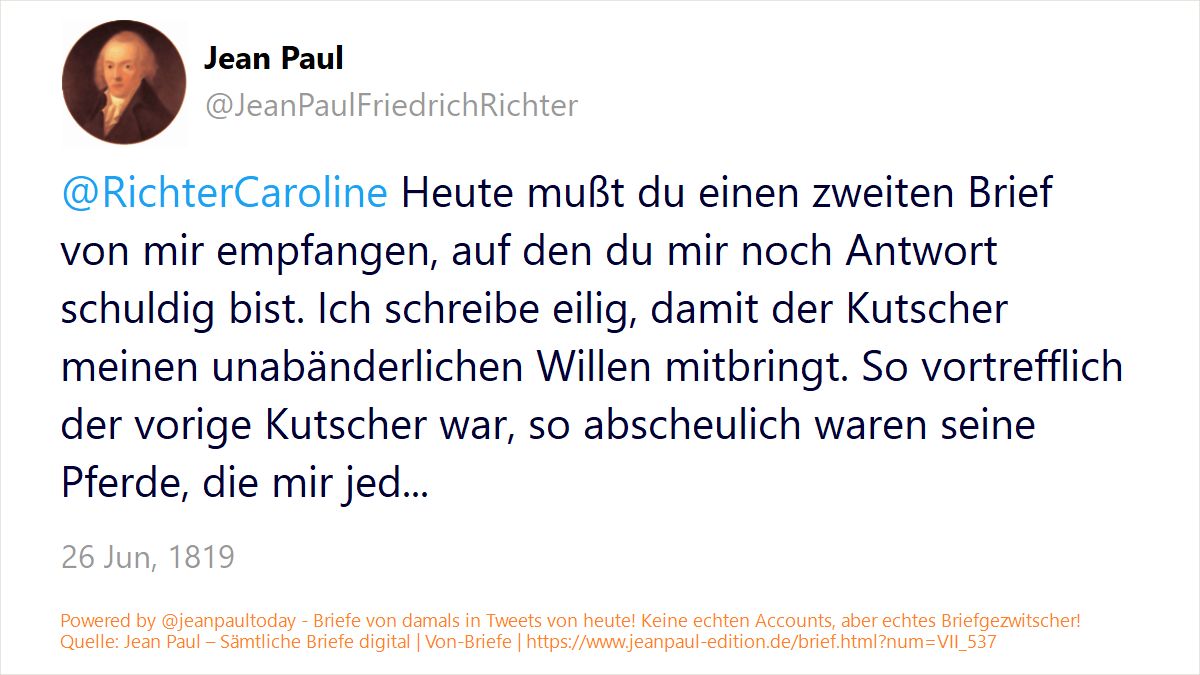 Jean Paul
@JeanPaulFriedrichRichter
@RichterCaroline Heute mußt du einen zweiten Brief
von mir empfangen, auf den du mir noch Antwort
schuldig bist. Ich schreibe eilig, damit der Kutscher
meinen unabänderlichen Willen mitbringt. So vortrefflich
der vorige Kutscher war, so abscheulich waren seine
Pferde, die mir jed...
26 Jun, 1819
Powered by @jeanpaultoday - Briefe von damals in Tweets von heute! Keine echten Accounts, aber echtes Briefgezwitscher!
Quelle: Jean Paul – Sämtliche Briefe digital | Von-Briefe | https://www.jeanpaul-edition.de/brief.html?num=VII_537